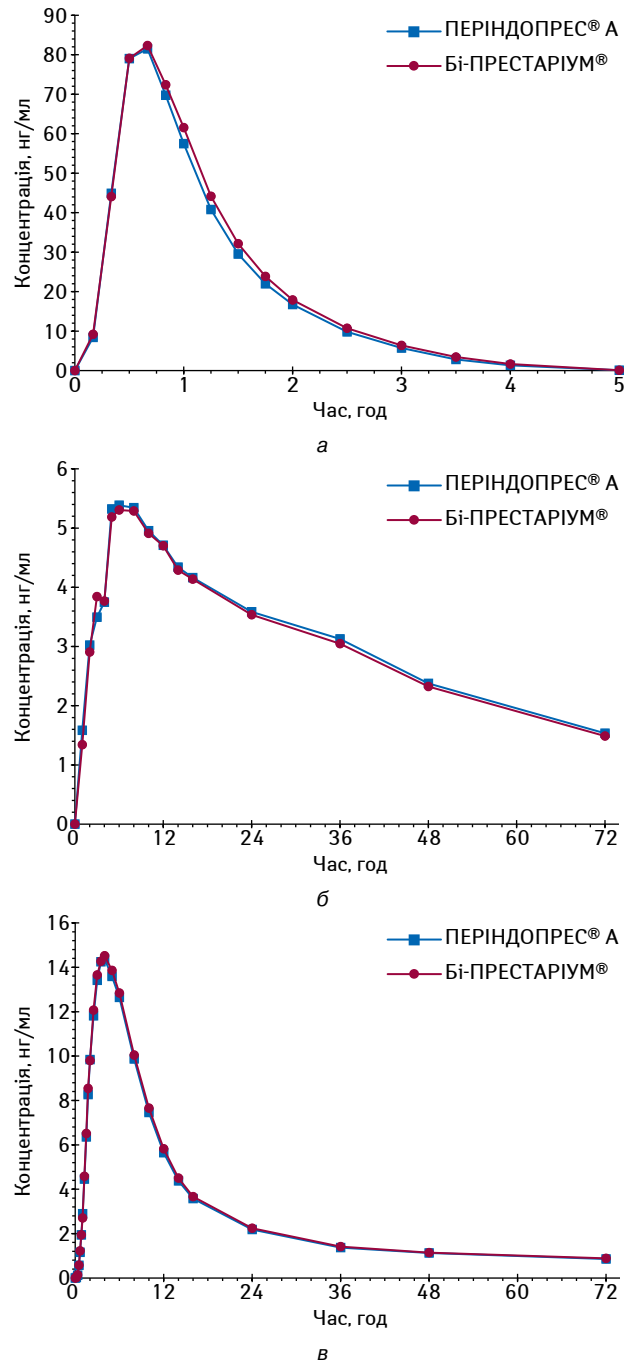 90
80
70
60
50
40
30
20
10
0
Концентрація, нг/мл
ПЕРІНДОПРЕС® А
Бі-ПРЕСТАРІУМ®
0 1 2 3 4 5
Час, год
а
6
5
4
3
2
1
0
Концентрація, нг/мл
ПЕРІНДОПРЕС® А
Бі-ПРЕСТАРІУМ®
0 12 24 36 48 60 72
Час, год
б
16
14
12
10
8
6
4
2
0
Концентрація, нг/мл
ПЕРІНДОПРЕС® А
Бі-ПРЕСТАРІУМ®
0 12 24 36 48 60 72
Час, год
в